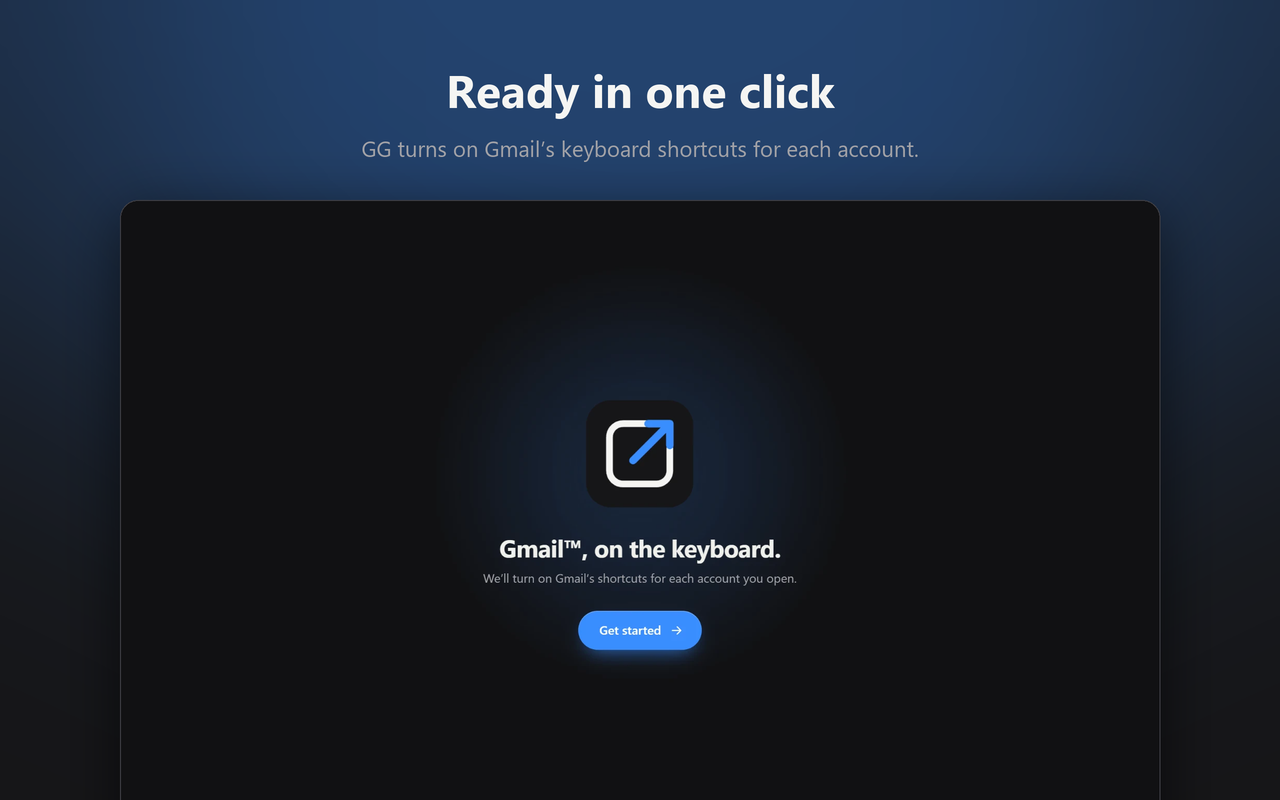 Ready in one click
GG turns on Gmail’s keyboard shortcuts for each account.
Gmail™, on the keyboard.
We’ll turn on Gmail’s shortcuts for each account you open.
Get started →